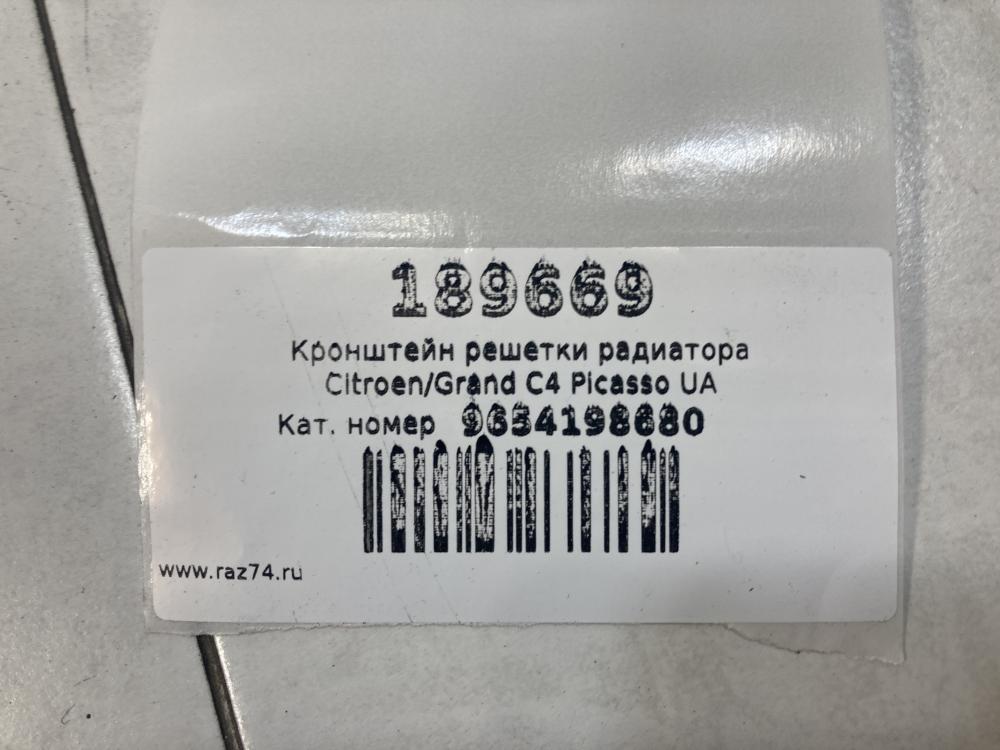 189669
Кронштейн решетки радиатора
Citroen/Grand C4 Picasso UA
Кат. номер 9654198680
www.raz74.ru